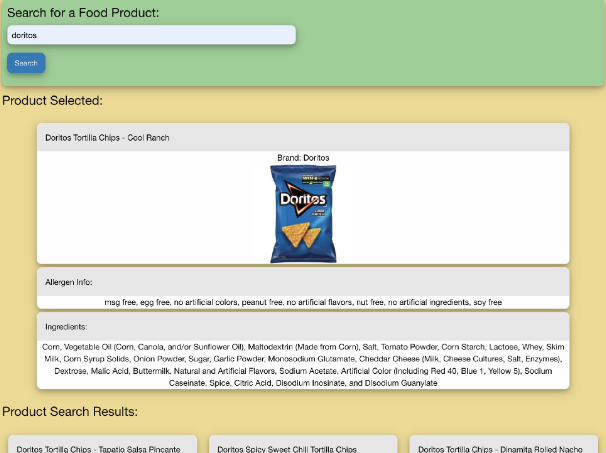 Search for a Food Product:
doritos
Search
Product Selected:
Doritos Tortilla Chips - Cool Ranch
Brand: Doritos
Doritos
Allergen Info:
msg free, egg free, no artificial colors, peanut free, no artificial flavors, nut free, no artificial ingredients, soy free
Ingredients:
Corn, Vegetable Oil (Corn, Canola, and/or Sunflower Oil), Maltodextrin (Made from Corn), Salt, Tomato Powder, Corn Starch, Lactose, Whey, Skim
Milk, Corn Syrup Solids, Onion Powder, Sugar, Garlic Powder, Monosodium Glutamate, Cheddar Cheese (Milk, Cheese Cultures, Salt, Enzymes),
Dextrose, Malic Acid, Buttermilk, Natural and Artificial Flavors, Sodium Acetate, Artificial Color (Including Red 40, Blue 1, Yellow 5), Sodium
Caseinate, Spice, Citric Acid, Disodium Inosinate, and Disodium Guanylate
Product Search Results:
Doritos Tortilla Chips - Tapatio Salsa Pincante
Doritos Spicy Sweet Chili Tortilla Chips
Doritos Tortilla Chips - Dinamita Rolled Nacho